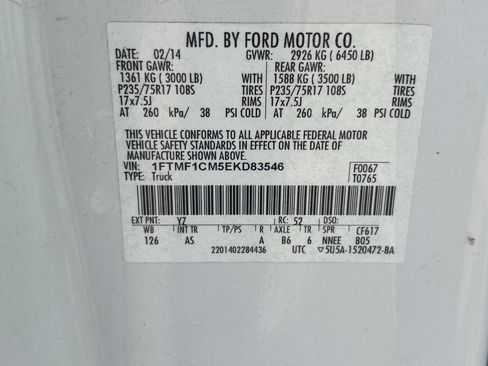 MFD. BY FORD MOTOR CO.
DATE: 02/14 GVWR: 2926 KG ( 6450 LB)
FRONT GAWR: REAR GAWR:
1361 KG ( 3000 LB) WITH 1588 KG ( 3500 LB) WITH
P235/75R17 108S TIRES P235/75R17 108S TIRES
17x7.5J RIMS 17x7.5J RIMS
AT 260 kPa/ 38 PSI COLD AT 260 kPa/ 38 PSI COLD
THIS VEHICLE CONFORMS TO ALL APPLICABLE FEDERAL MOTOR
VEHICLE SAFETY STANDARDS IN EFFECT ON THE DATE OF
MANUFACTURE SHOWN ABOVE.
VIN: 1FTMF1CM5EKD83546 F0067
TYPE: Truck T0765
EXT PNT: YZ RC: 52 DSO:
WB INT TR TP/PS R AXLE TR SPR CF617
126 AS A B6 6 NNEE B05
2201402284436 UTC ▽5U5A-1520472-BA